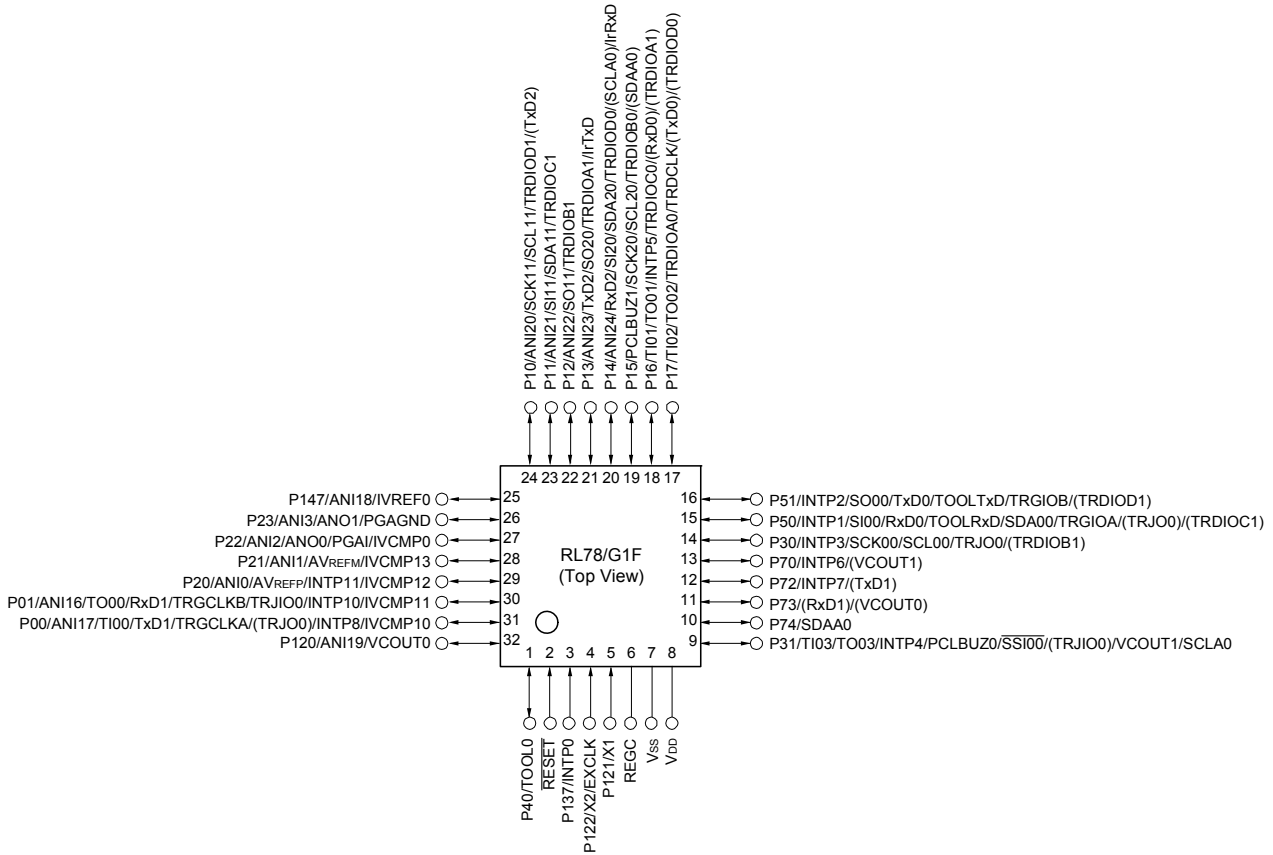 P10/ANI20/SCK11/SCL11/TRDIOD1/(TxD2)
P11/ANI21/SI11/SDA11/TRDIOC1
P12/ANI22/SO11/TRDIOB1
P13/ANI23/TxD2/SO20/TRDIOA1/IrTxD
P14/ANI24/RxD2/SI20/SDA20/TRDIOD0/(SCLA0)/IrRxD
P15/PCLBUZ1/SCK20/SCL20/TRDIOB0/(SDAA0)
P16/TI01/TO01/INTP5/TRDIOC0/(RxD0)/(TRDIOA1)
P17/TI02/TO02/TRDIOA0/TRDCLK/(TxD0)/(TRDIOD0)
24 23 22 21 20 19 18 17
P147/ANI18/IVREF0 25
P23/ANI3/ANO1/PGAGND 26
P22/ANI2/ANO0/PGAI/IVCMP0 27
P21/ANI1/AVREFM/IVCMP13 28
P20/ANI0/AVREFP/INTP11/IVCMP12 29
P01/ANI16/TO00/RxD1/TRGCLKB/TRJIO0/INTP10/IVCMP11 30
P00/ANI17/TI00/TxD1/TRGCLKA/(TRJO0)/INTP8/IVCMP10 31
P120/ANI19/VCOUT0 32
RL78/G1F
(Top View)
16 P51/INTP2/SO00/TxD0/TOOLTxD/TRGIOB/(TRDIOD1)
15 P50/INTP1/SI00/RxD0/TOOLRxD/SDA00/TRGIOA/(TRJO0)/(TRDIOC1)
14 P30/INTP3/SCK00/SCL00/TRJO0/(TRDIOB1)
13 P70/INTP6/(VCOUT1)
12 P72/INTP7/(TxD1)
11 P73/(RxD1)/(VCOUT0)
10 P74/SDAA0
9 P31/TI03/TO03/INTP4/PCLBUZ0/SSI00/(TRJIO0)/VCOUT1/SCLA0
1 2 3 4 5 6 7 8
P40/TOOL0
RESET
P137/INTP0
P122/X2/EXCLK
P121/X1
REGC
VSS
VDD